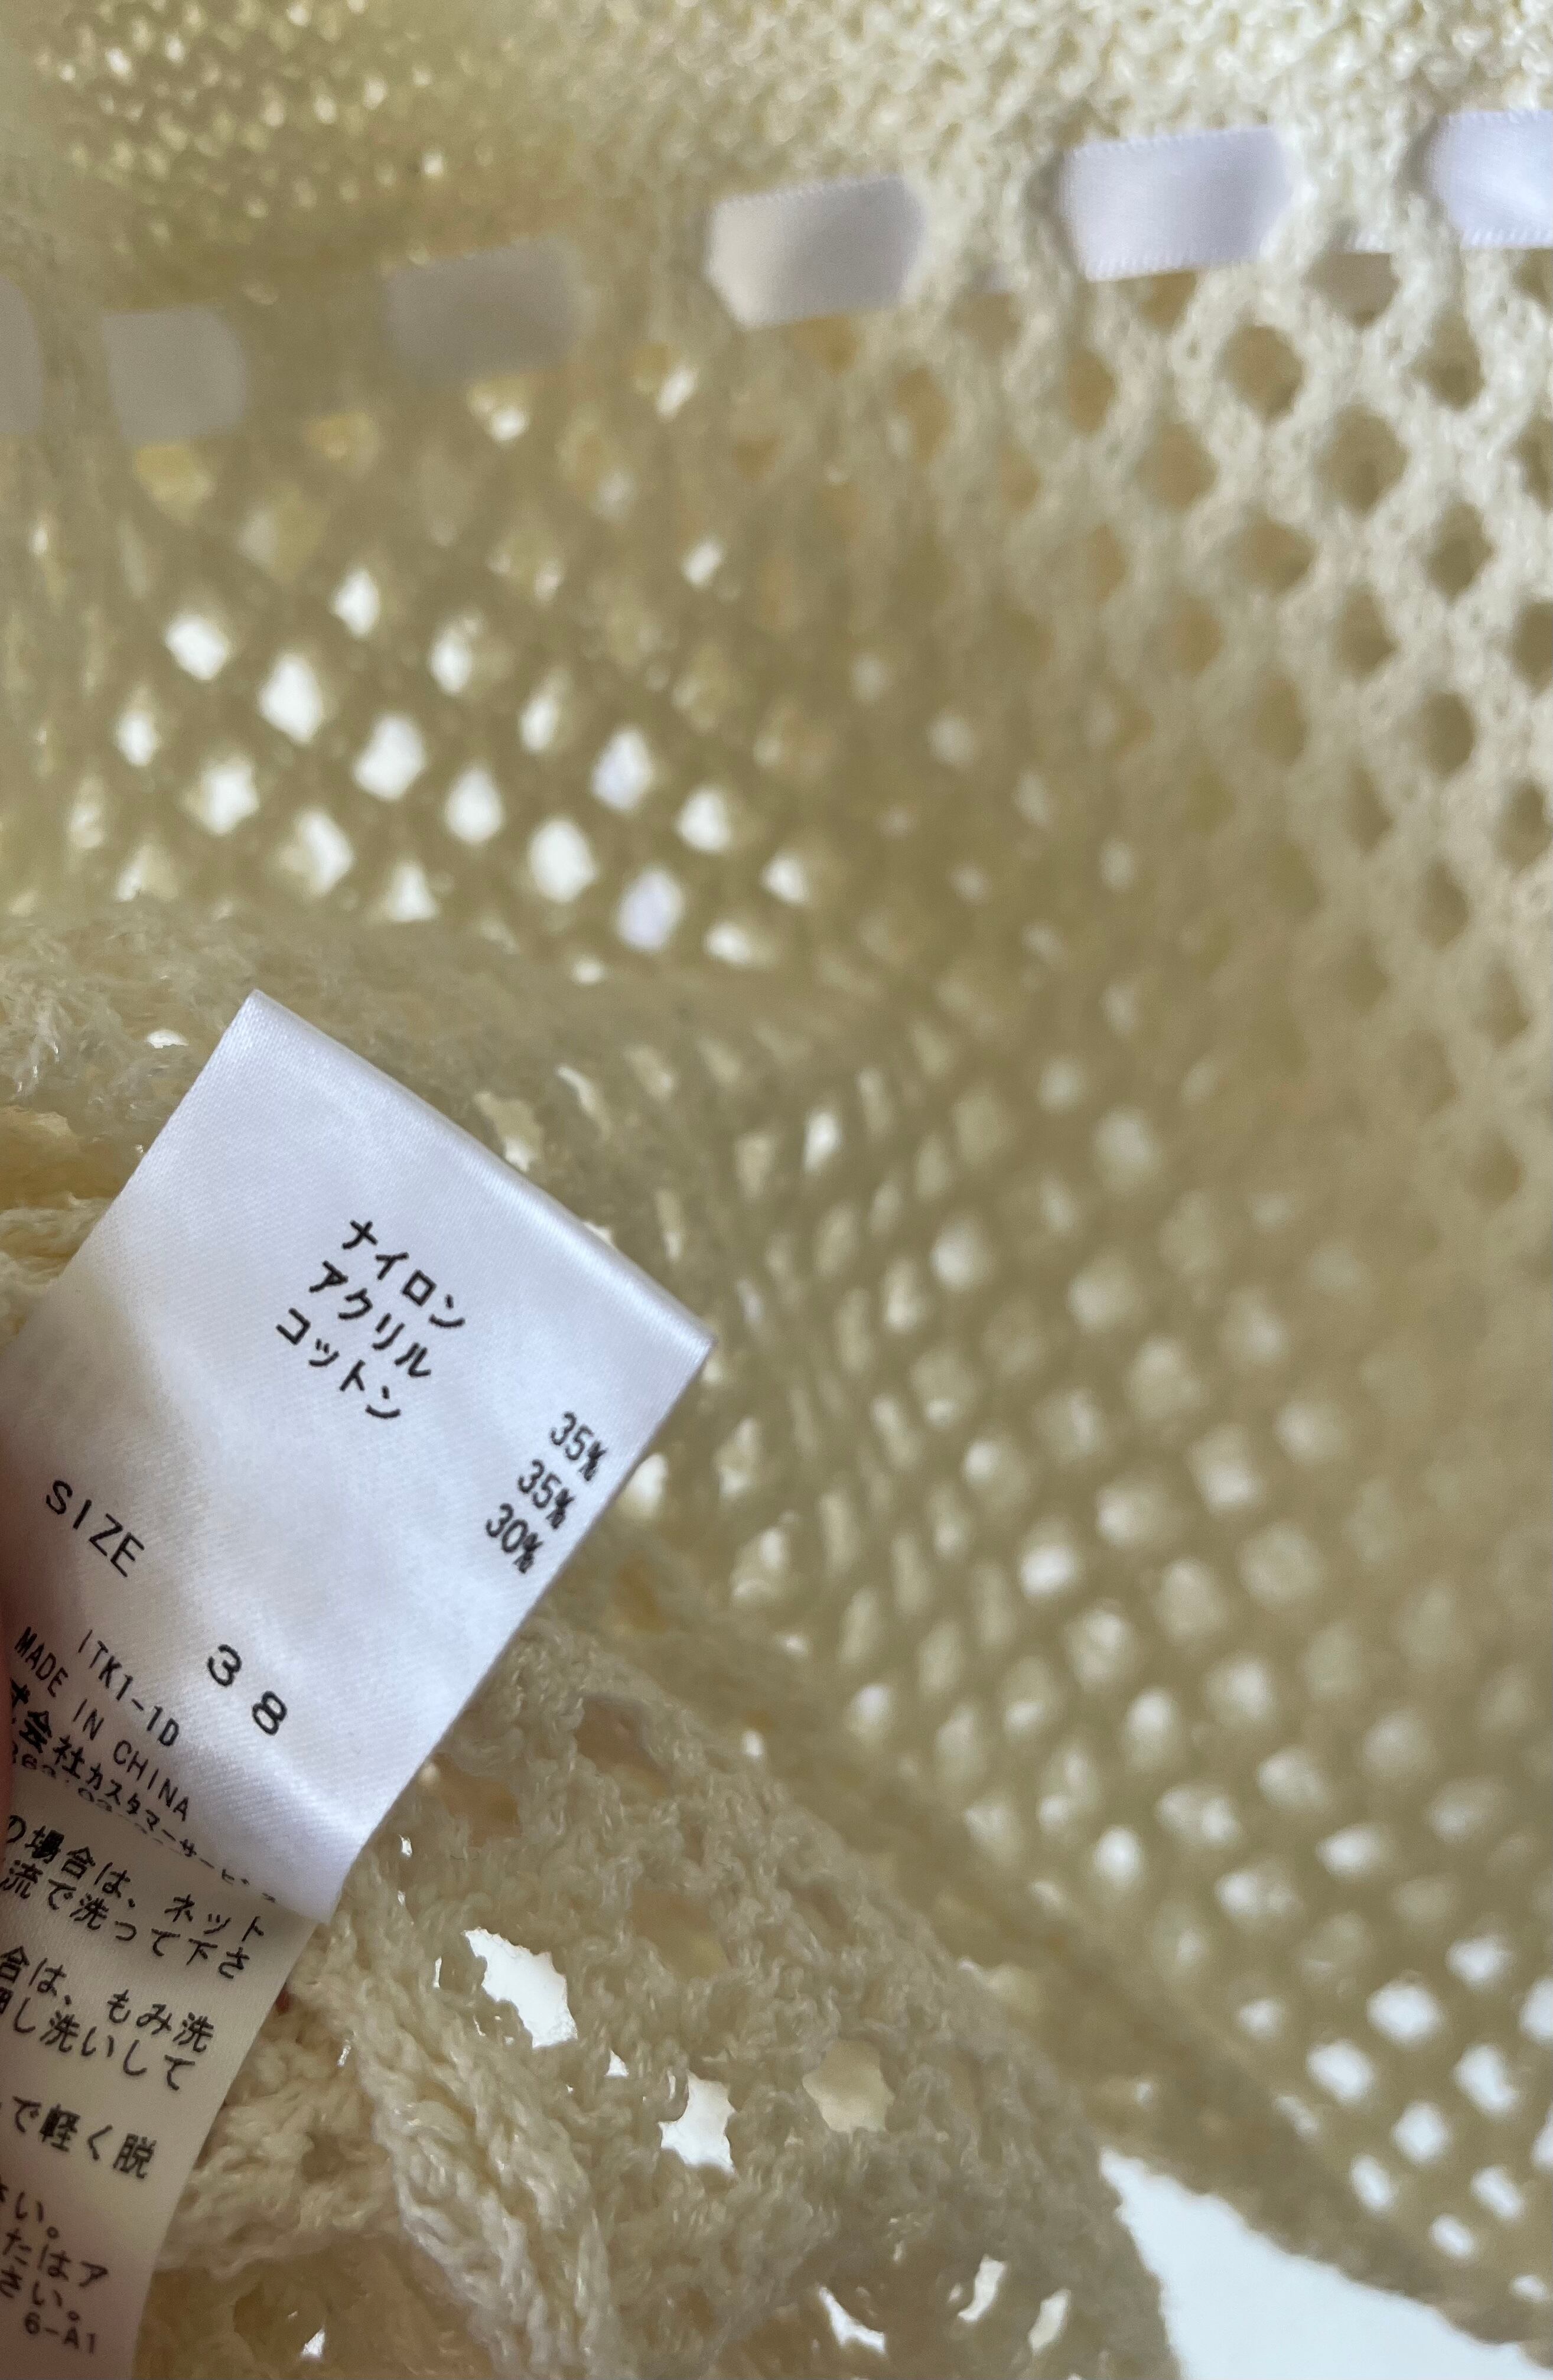 ナイロン 35%
アクリル 35%
コットン 30%
SIZE 38
ITK1-1D
MADE IN CHINA
会社カスタマーサービス
の場合は、ネット
流で洗って下さ
合は、もみ洗
し洗いして
で軽く脱
い。
たはア
さい。
6-A1